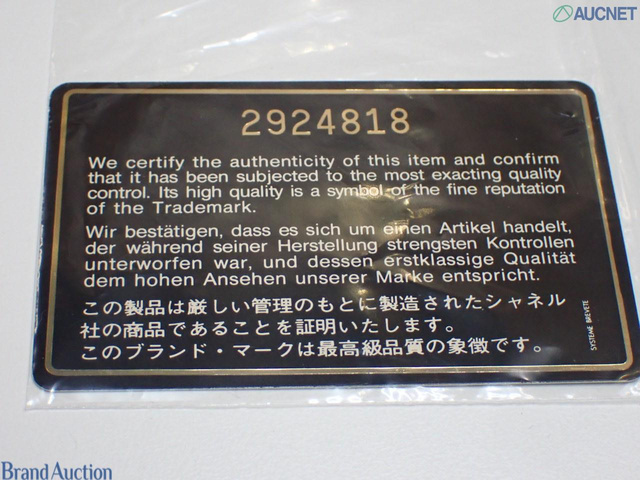 AUCNET
2924818
We certify the authenticity of this item and confirm
that it has been subjected to the most exacting quality
control. Its high quality is a symbol of the fine reputation
of the Trademark.
Wir bestätigen, dass es sich um einen Artikel handelt,
der während seiner Herstellung strengsten Kontrollen
unterworfen war, und dessen erstklassige Qualität
dem hohen Ansehen unserer Marke entspricht.
この製品は厳しい管理のもとに製造されたシャネル
社の商品であることを証明いたします。
このブランド・マークは最高級品質の象徴です。
SYSTEME BREVETE
Brand Auction